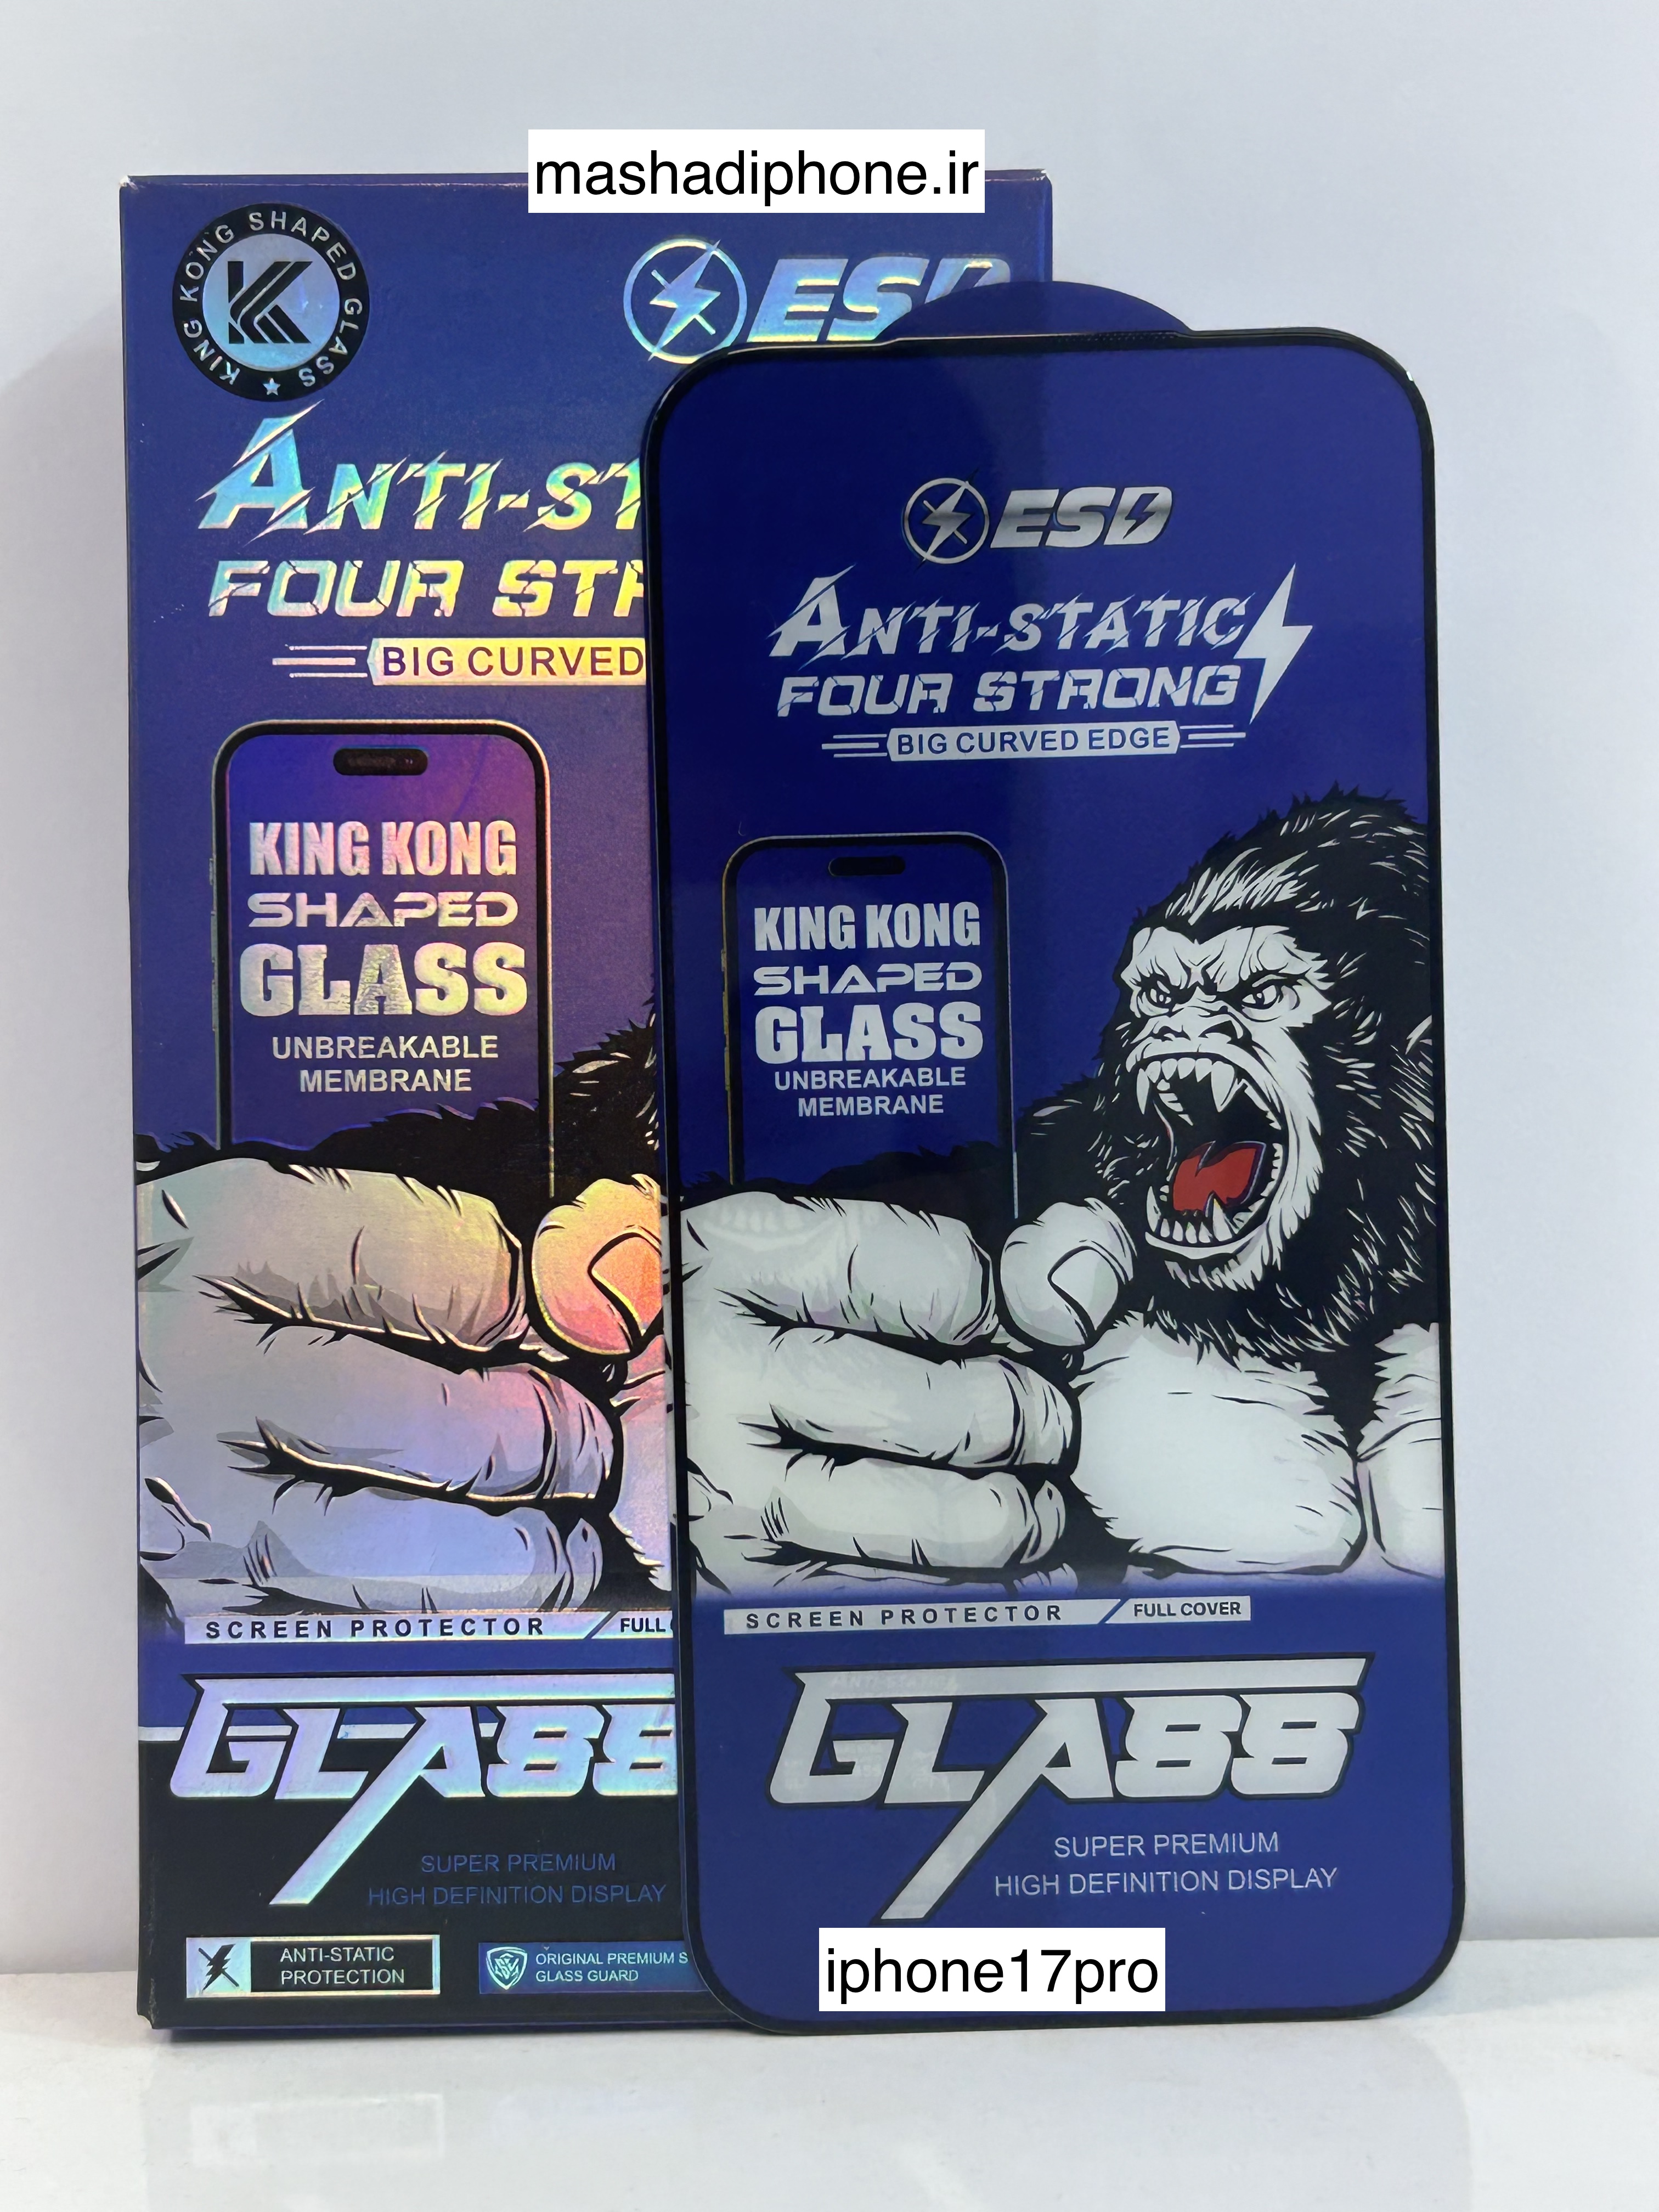 mashadiphone.ir
KING KONG SHAPED GLASS
K
ESD
ANTI-ST
FOUR STR
BIG CURVED
KING KONG
SHAPED
GLASS
UNBREAKABLE
MEMBRANE
SCREEN PROTECTOR
FULL
GLASS
SUPER PREMIUM
HIGH DEFINITION DISPLAY
ANTI-STATIC
PROTECTION
ORIGINAL PREMIUM S
GLASS GUARD
ESD
ANTI-STATIC
FOUR STRONG
BIG CURVED EDGE
KING KONG
SHAPED
GLASS
UNBREAKABLE
MEMBRANE
SCREEN PROTECTOR
FULL COVER
GLASS
SUPER PREMIUM
HIGH DEFINITION DISPLAY
iphone17pro